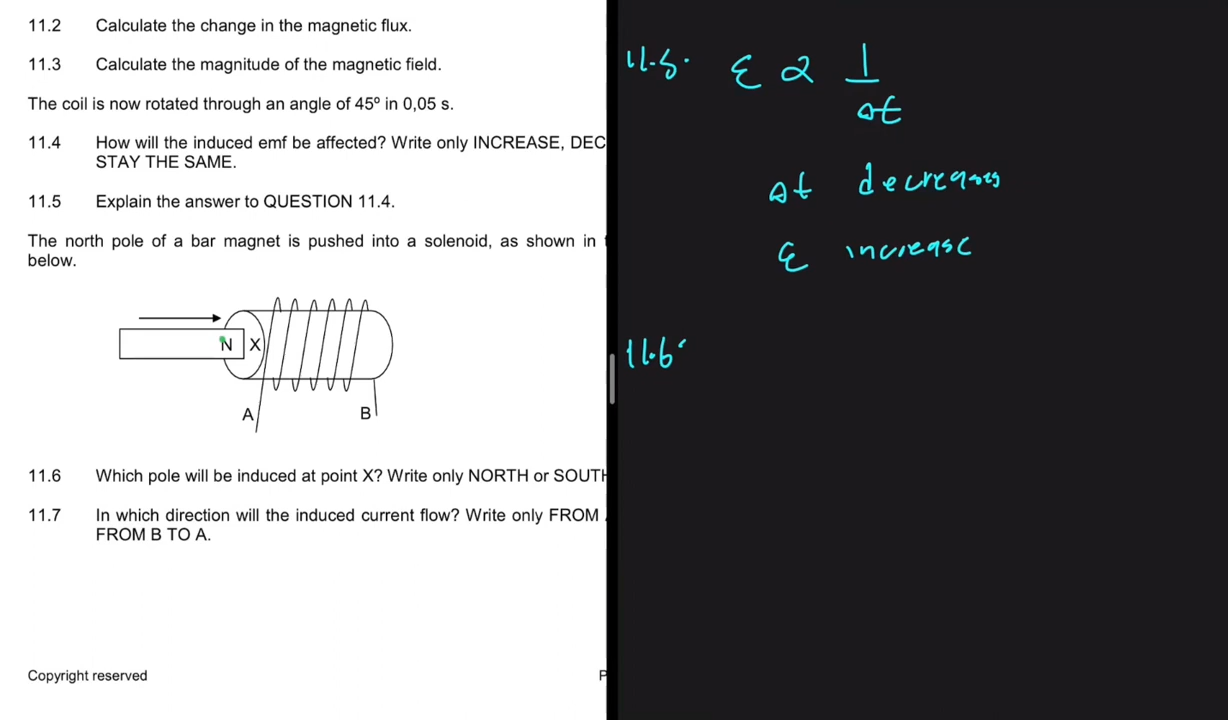 11.2 Calculate the change in the magnetic flux.
11.3 Calculate the magnitude of the magnetic field.
The coil is now rotated through an angle of 45º in 0,05 s.
11.4 How will the induced emf be affected? Write only INCREASE, DEC
STAY THE SAME.
11.5 Explain the answer to QUESTION 11.4.
The north pole of a bar magnet is pushed into a solenoid, as shown in
below.
N X
A B
11.6 Which pole will be induced at point X? Write only NORTH or SOUTH
11.7 In which direction will the induced current flow? Write only FROM
FROM B TO A.
Copyright reserved P
11.5. ε α 1
Δt
Δt decreases
ε increase
11.6